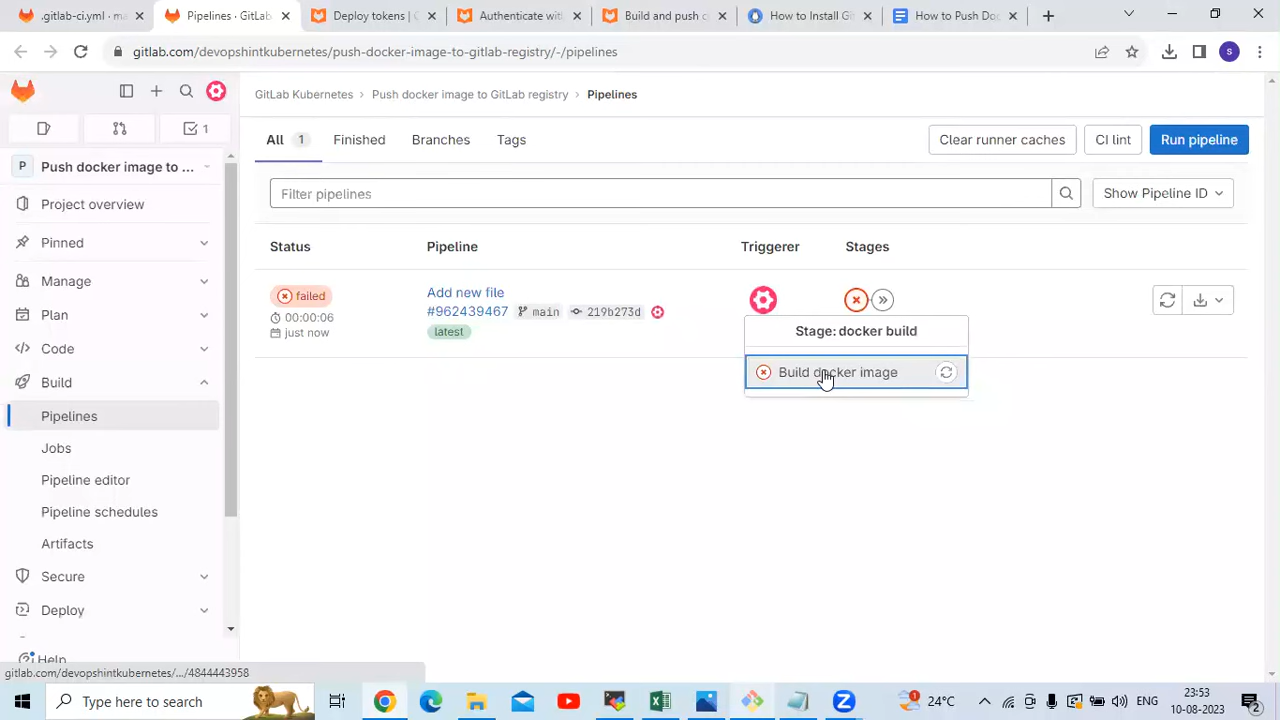 .gitlab-ci.yml - ma
Pipelines · GitLab
Deploy tokens | G
Authenticate with
Build and push c
How to Install Git
How to Push Doc
gitlab.com/devopshintkubernetes/push-docker-image-to-gitlab-registry/-/pipelines
S
GitLab Kubernetes
Push docker image to GitLab registry
Pipelines
1
P
Push docker image to ...
Project overview
Pinned
Manage
Plan
Code
Build
Pipelines
Jobs
Pipeline editor
Pipeline schedules
Artifacts
Secure
Deploy
Help
All 1
Finished
Branches
Tags
Clear runner caches
CI lint
Run pipeline
Filter pipelines
Show Pipeline ID
Status
Pipeline
Triggerer
Stages
failed
00:00:06
just now
Add new file
#962439467
main
219b273d
latest
Stage: docker build
Build docker image
gitlab.com/devopshintkubernetes/.../4844443958
Type here to search
1
24°C
ENG
23:53
10-08-2023
2